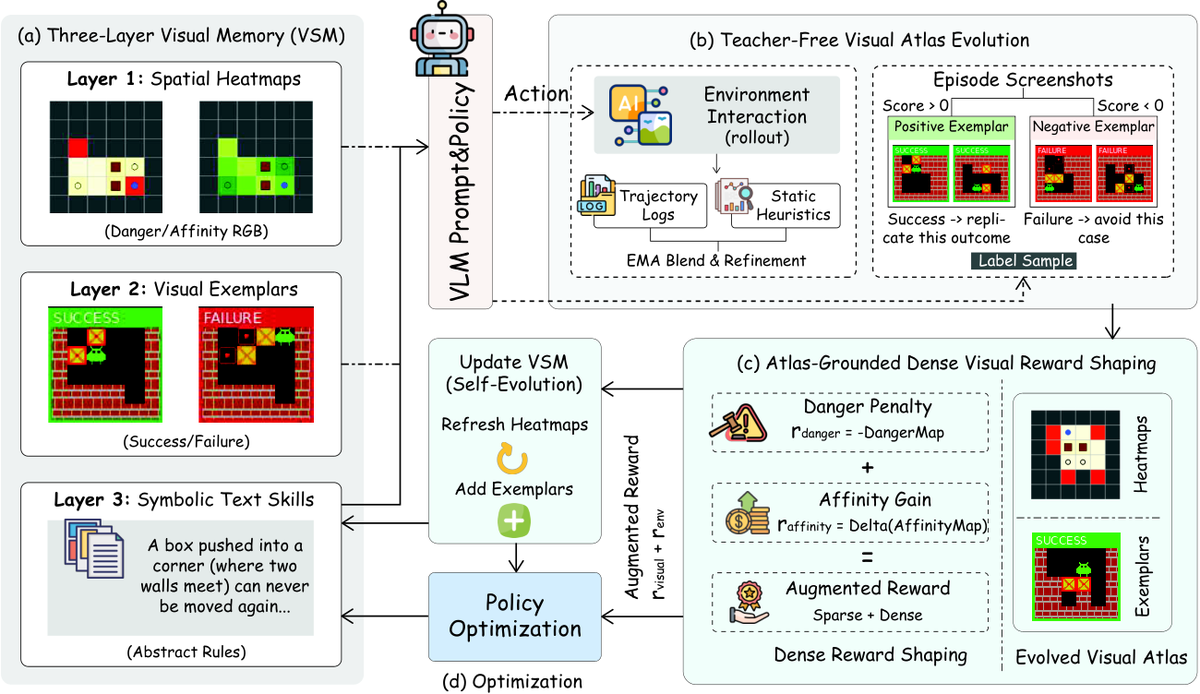 (a) Three-Layer Visual Memory (VSM)
Layer 1: Spatial Heatmaps
(Danger/Affinity RGB)
Layer 2: Visual Exemplars
SUCCESS
FAILURE
(Success/Failure)
Layer 3: Symbolic Text Skills
A box pushed into a
corner (where two
walls meet) can never
be moved again...
(Abstract Rules)
VLM Prompt&Policy
Action
(b) Teacher-Free Visual Atlas Evolution
AI
Environment
Interaction
(rollout)
LOG
Trajectory
Logs
Static
Heuristics
EMA Blend & Refinement
Episode Screenshots
Score > 0
Score < 0
Positive Exemplar
Negative Exemplar
SUCCESS
SUCCESS
FAILURE
FAILURE
Success -> repli-
cate this outcome
Failure -> avoid this
case
Label Sample
Update VSM
(Self-Evolution)
Refresh Heatmaps
Add Exemplars
Policy
Optimization
(d) Optimization
Augmented Reward
rvisual + renv
(c) Atlas-Grounded Dense Visual Reward Shaping
Danger Penalty
rdanger = -DangerMap
+
Affinity Gain
raffinity = Delta(AffinityMap)
=
Augmented Reward
Sparse + Dense
Dense Reward Shaping
Heatmaps
SUCCESS
Exemplars
Evolved Visual Atlas